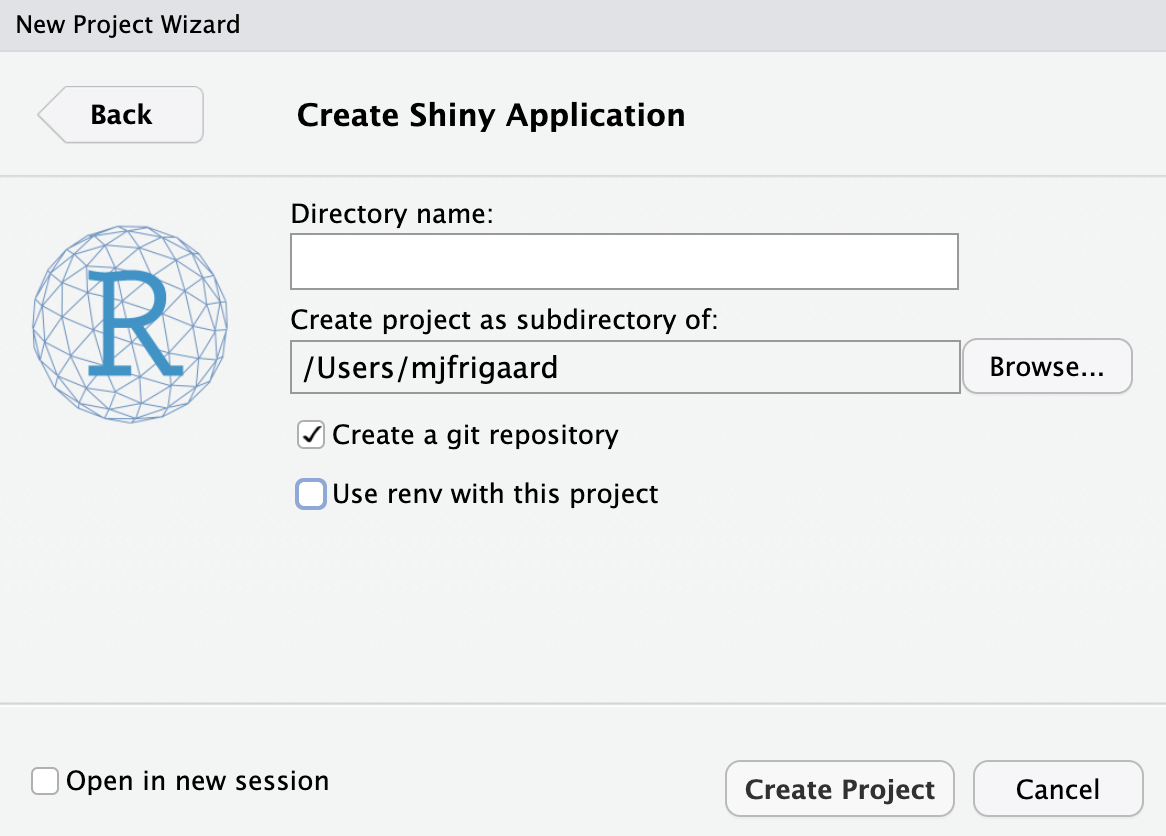 New Project Wizard
Back
Create Shiny Application
R
Directory name:
Create project as subdirectory of:
/Users/mjfrigaard
Browse...
Create a git repository
Use renv with this project
Open in new session
Create Project
Cancel